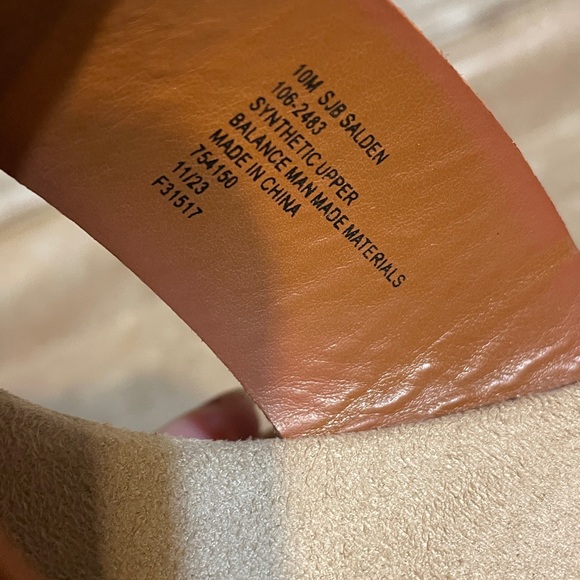 10M SJB SALDEN
106-2483
SYNTHETIC UPPER
BALANCE MAN MADE MATERIALS
MADE IN CHINA
754150
11/23
F31517